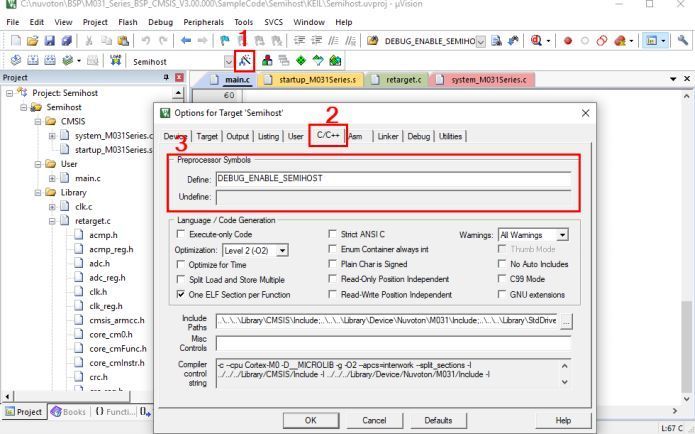 C:\nuvoton\BSP\M031_Series_BSP_CMSIS_V3.00.000\SampleCode\Semihost\KEIL\Semihost.uvproj - µVision
File Edit View Project Flash Debug Peripherals Tools SVCS Window Help
DEBUG_ENABLE_SEMIHO
1
Semihost
Project
main.c startup_M031Series.s retarget.c system_M031Series.c
60
Project: Semihost
Semihost
CMSIS
system_M031Series.c
startup_M031Series.s
User
main.c
Library
clk.c
retarget.c
acmp.h
acmp_reg.h
adc.h
adc_reg.h
clk.h
clk_reg.h
cmsis_armcc.h
core_cm0.h
core_cmFunc.h
core_cmInstr.h
crc.h
Project Books {} Functi...
Options for Target 'Semihost'
2
Device Target Output Listing User C/C++ Asm Linker Debug Utilities
3
Preprocessor Symbols
Define: DEBUG_ENABLE_SEMIHOST
Undefine:
Language / Code Generation
Execute-only Code Strict ANSI C Warnings: All Warnings
Optimization: Level 2 (-O2) Enum Container always int Thumb Mode
Optimize for Time Plain Char is Signed No Auto Includes
Split Load and Store Multiple Read-Only Position Independent C99 Mode
One ELF Section per Function Read-Write Position Independent GNU extensions
Include Paths ..\..\..\Library\CMSIS\Include;..\..\..\Library\Device\Nuvoton\M031\Include;..\..\..\Library\StdDrive ...
Misc Controls
Compiler control string -c --cpu Cortex-M0 -D__MICROLIB -g -O2 --apcs=interwork --split_sections -I
../../../Library/CMSIS/Include -I ../../../Library/Device/Nuvoton/M031/Include -I
OK Cancel Defaults Help
L:67 C